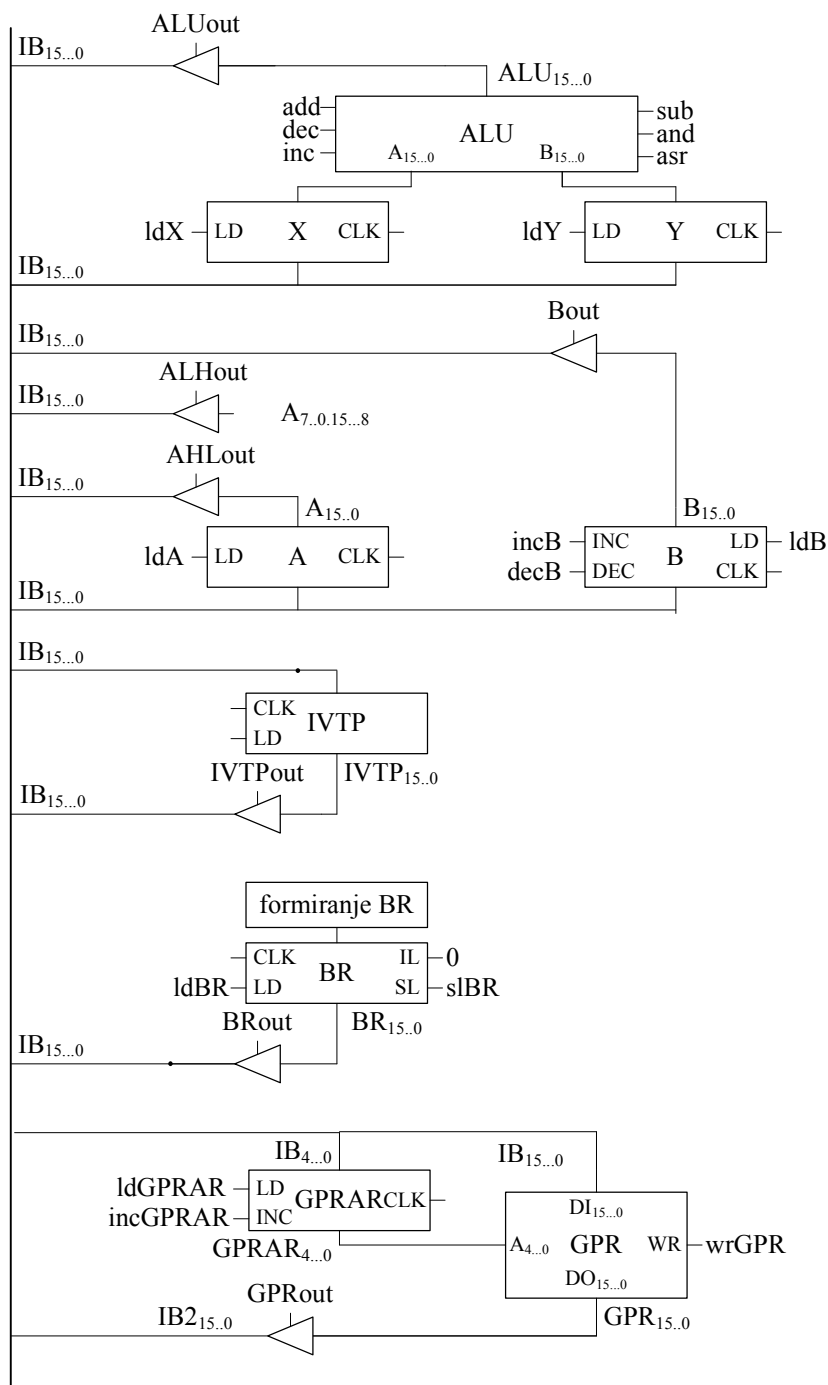 ALUout
IB15...0
ALU15...0
add
dec
inc
ALU
A15...0
B15...0
sub
and
asr
ldX
LD
X
CLK
ldY
LD
Y
CLK
IB15...0
Bout
IB15...0
ALHout
IB15...0
A7..0.15...8
AHLout
IB15...0
A15..0
B15..0
ldA
LD
A
CLK
incB
INC
LD
ldB
decB
DEC
B
CLK
IB15...0
IB15...0
CLK
LD
IVTP
IVTPout
IVTP15..0
IB15...0
formiranje BR
CLK
IL
0
ldBR
LD
BR
SL
slBR
BRout
BR15..0
IB15...0
IB4...0
IB15...0
ldGPRAR
LD
incGPRAR
INC
GPRAR
CLK
GPRAR4...0
DI15...0
A4...0
GPR
WR
wrGPR
DO15...0
GPRout
IB215..0
GPR15..0